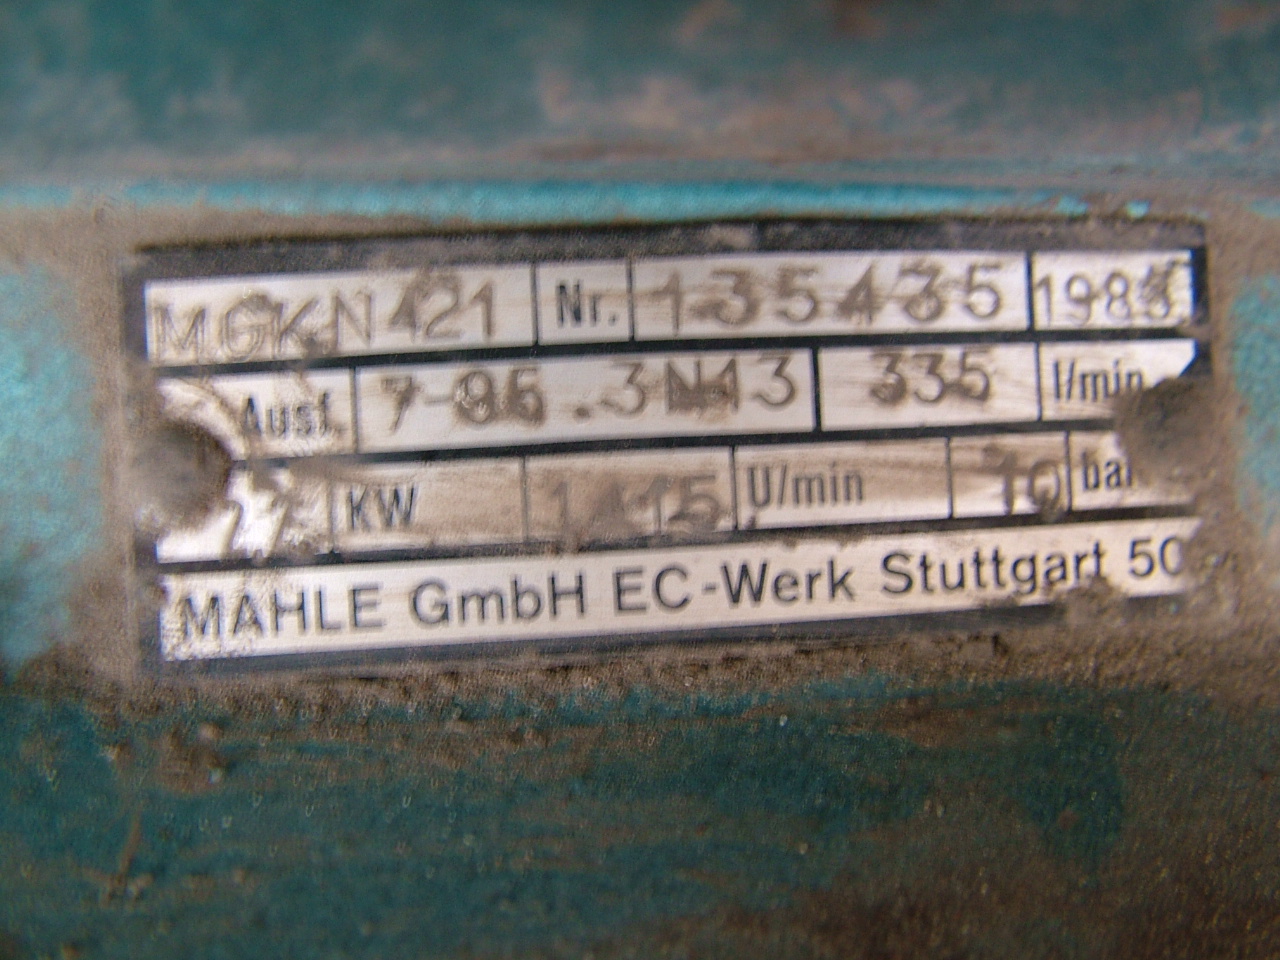 MGKN 421 Nr. 135435
Ausf. 7-95.3N13 335 l/min
KW 1415 U/min 10 bar
MAHLE GmbH EC-Werk Stuttgart 50